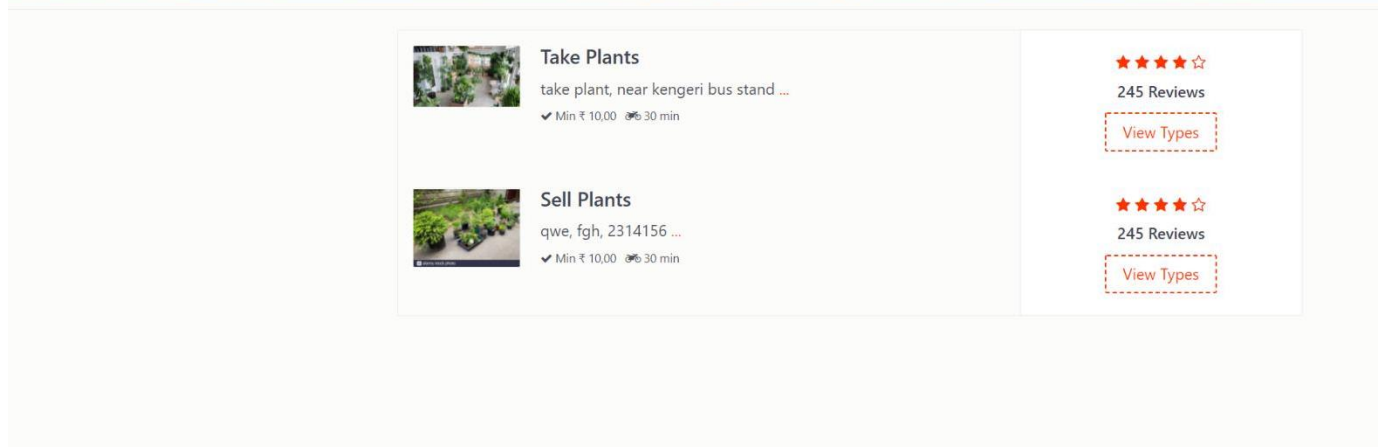 Take Plants
take plant, near kengeri bus stand ...
Min ₹ 10,00 30 min
245 Reviews
View Types
Sell Plants
qwe, fgh, 2314156 ...
Min ₹ 10,00 30 min
245 Reviews
View Types